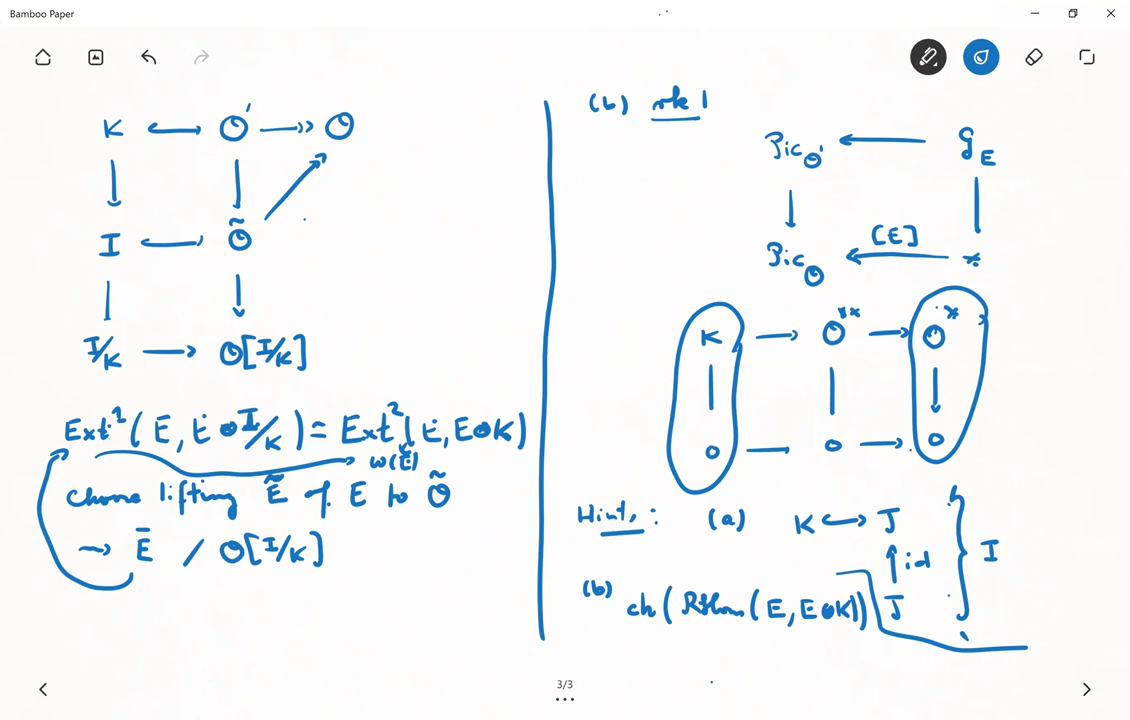 Bamboo Paper
K ⟷ O' ↠ O
I ⟷ Õ
I/K ⟶ O[I/K]
Ext²(E, E⊗I/K) = Ext²(E, E⊗K)
w(E)
choose lifting Ẽ of E to Õ
⇝ Ē / O[I/K]
(b) rk 1
Pic_O' ⟵ G_E
Pic_O ⟵ [E] *
K ⟶ O'* ⟶ O*
0 — 0 ⟶ 0
Hint: (a) K ↪ J
↑ id } I
(b) ch(RHom(E, E⊗K)) J
3/3